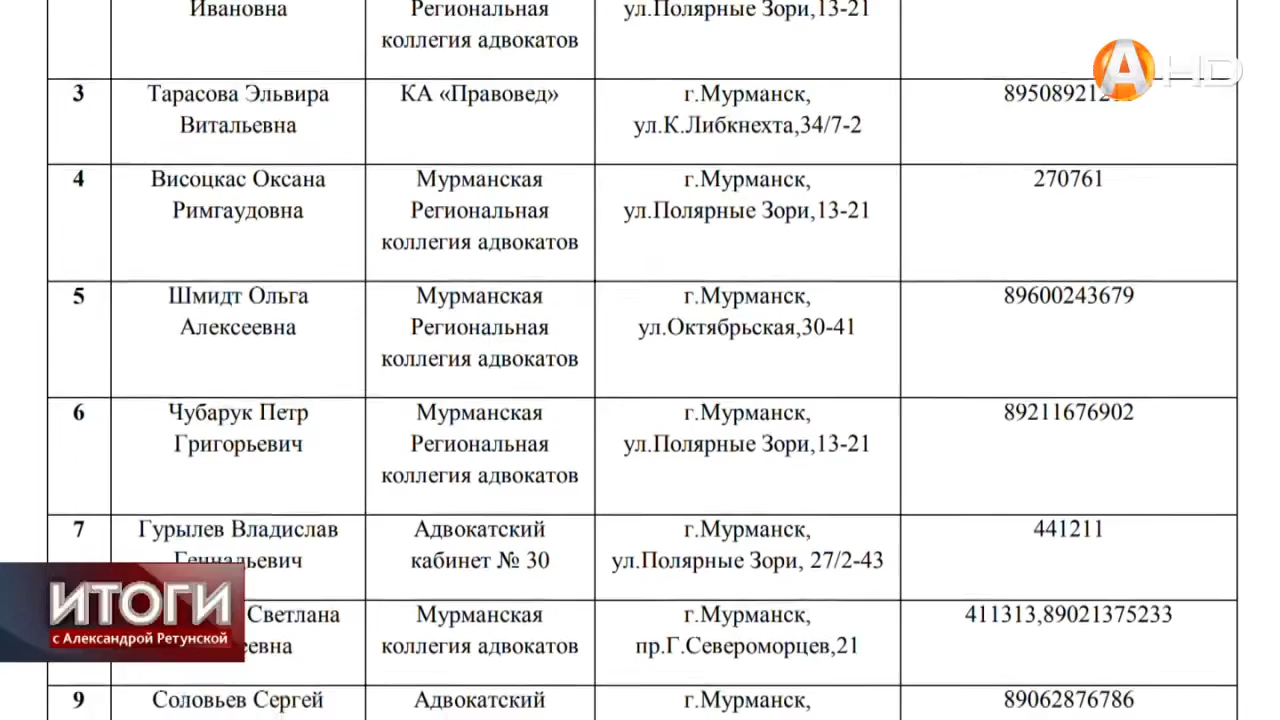 Ивановна Региональная ул.Полярные Зори,13-21
коллегия адвокатов
AHD
3 Тарасова Эльвира КА «Правовед» г.Мурманск,
Витальевна ул.К.Либкнехта,34/7-2
4 Висоцкас Оксана Мурманская г.Мурманск, 270761
Римгаудовна Региональная ул.Полярные Зори,13-21
коллегия адвокатов
5 Шмидт Ольга Мурманская г.Мурманск, 89600243679
Алексеевна Региональная ул.Октябрьская,30-41
коллегия адвокатов
6 Чубарук Петр Мурманская г.Мурманск, 89211676902
Григорьевич Региональная ул.Полярные Зори,13-21
коллегия адвокатов
7 Гурылев Владислав Адвокатский г.Мурманск, 441211
Геннадьевич кабинет № 30 ул.Полярные Зори, 27/2-43
Светлана Мурманская г.Мурманск, 411313,89021375233
коллегия адвокатов пр.Г.Североморцев,21
9 Соловьев Сергей Адвокатский г.Мурманск, 89062876786
ИТОГИ
с Александрой Ретунской